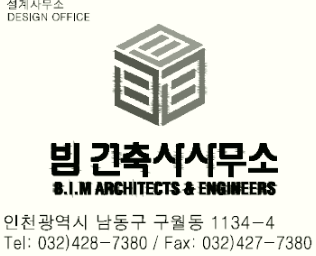 설계사무소
DESIGN OFFICE
빔 건축사사무소
B.I.M ARCHITECTS & ENGINEERS
인천광역시 남동구 구월동 1134-4
Tel: 032)428-7380 / Fax: 032)427-7380